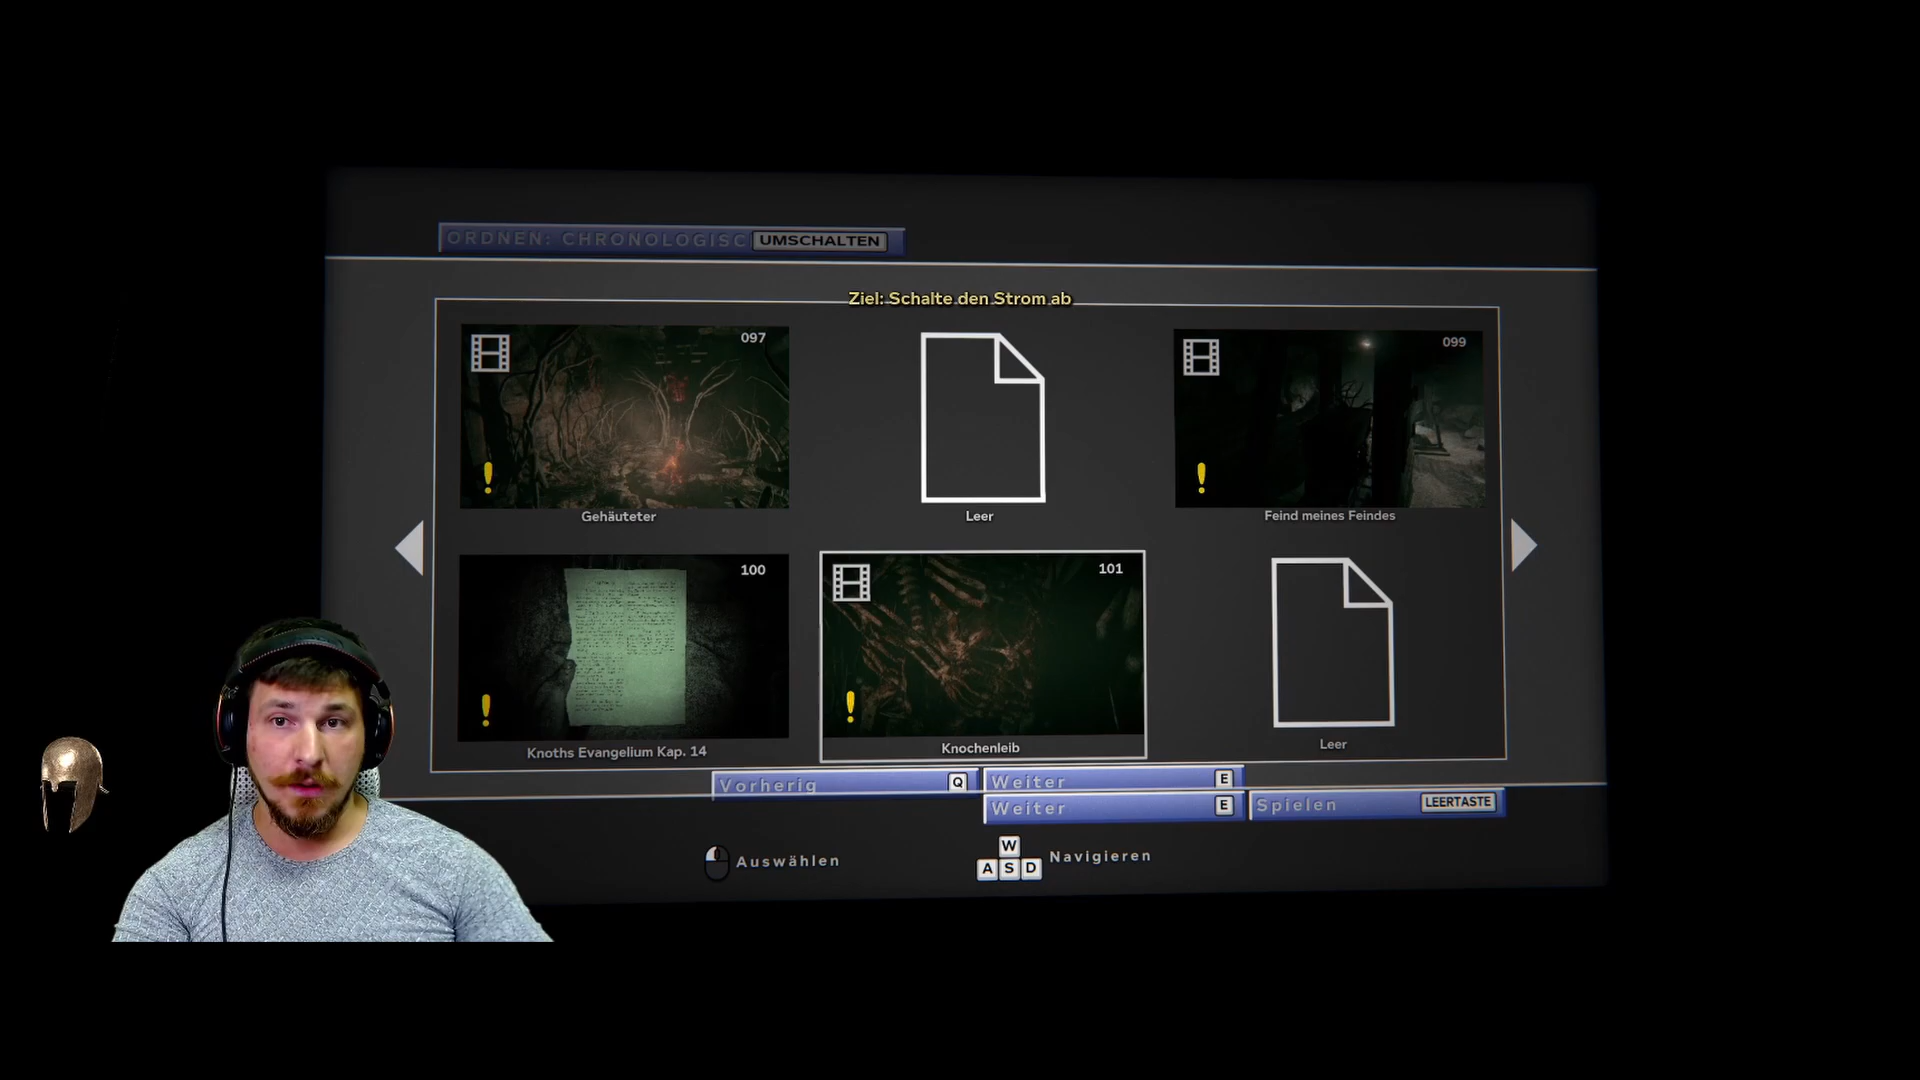 ORDNEN: CHRONOLOGISC UMSCHALTEN
Ziel: Schalte den Strom ab
097
099
Gehäuteter
Leer
Feind meines Feindes
100
101
Knoths Evangelium Kap. 14
Knochenleib
Leer
Vorherig Q
Weiter E
Weiter E
Spielen LEERTASTE
Auswählen
W
A S D
Navigieren